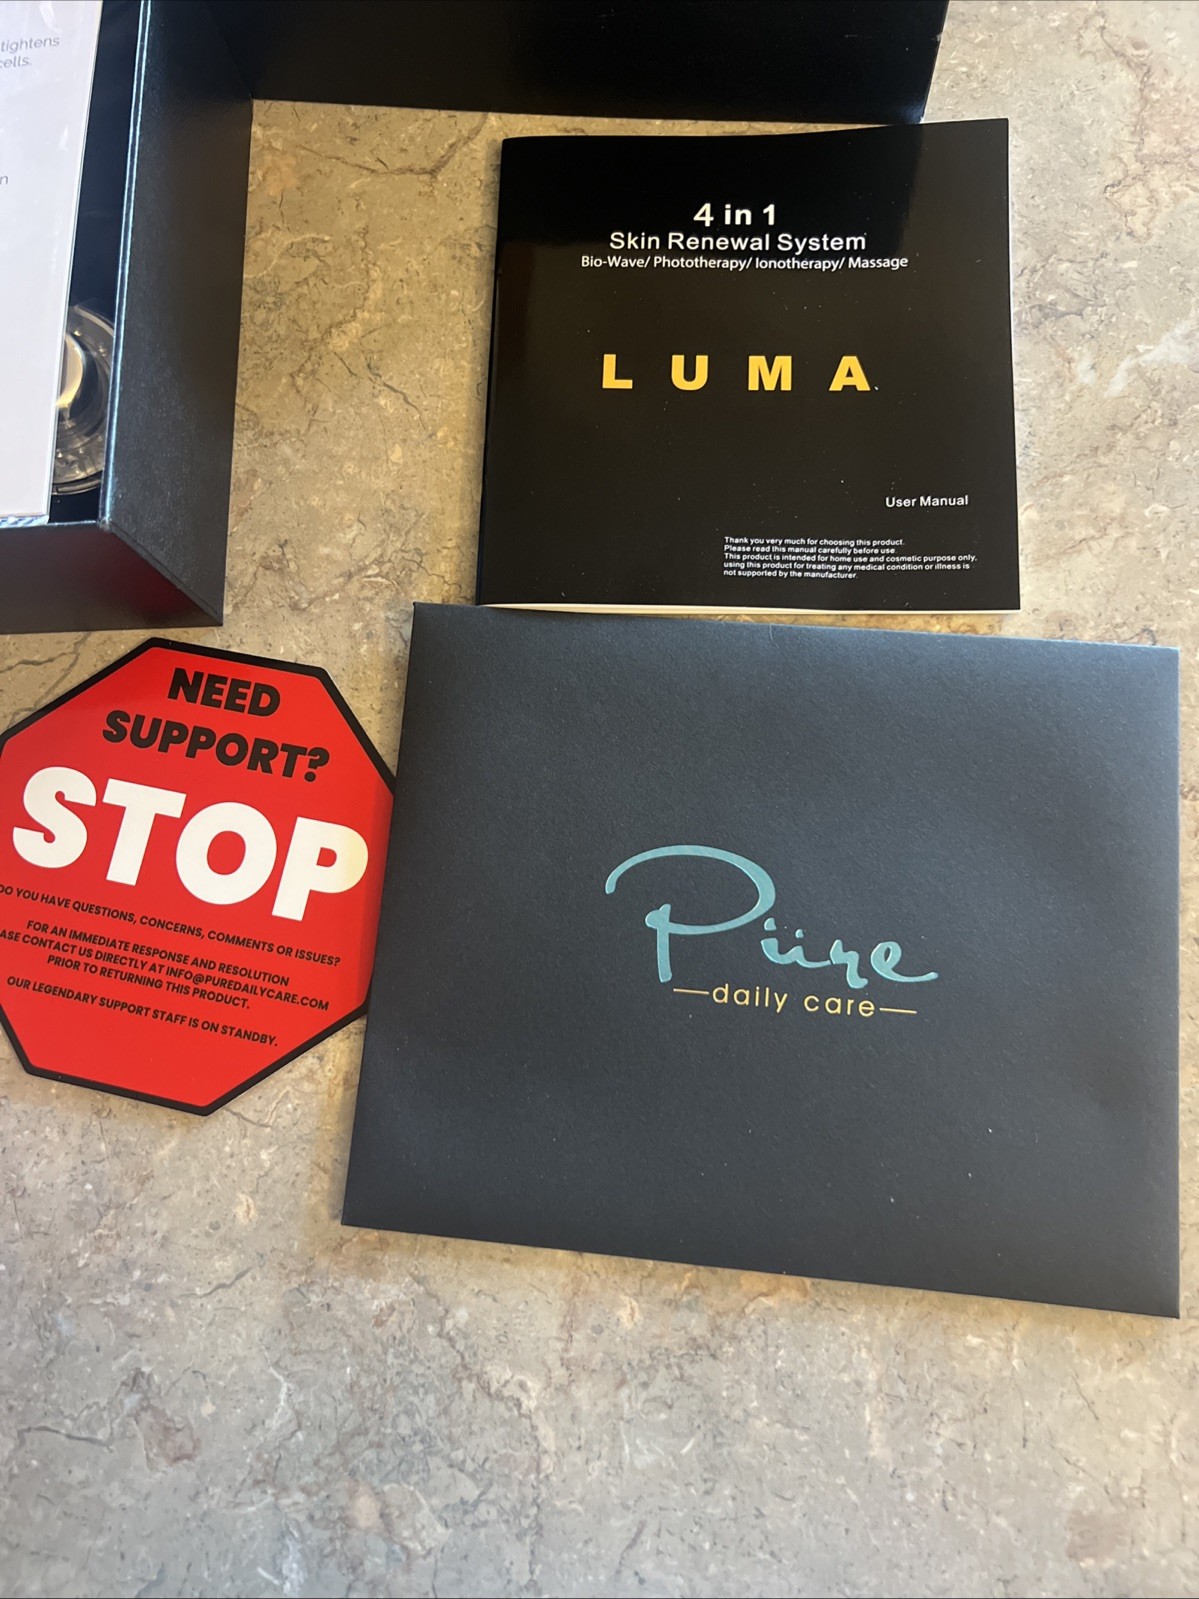 tightens
cells.
n
4 in 1
Skin Renewal System
Bio-Wave/ Phototherapy/ Ionotherapy/ Massage
LUMA
User Manual
Thank you very much for choosing this product.
Please read this manual carefully before use.
This product is intended for home use and cosmetic purpose only,
using this product for treating any medical condition or illness is
not supported by the manufacturer.
NEED
SUPPORT?
STOP
DO YOU HAVE QUESTIONS, CONCERNS, COMMENTS OR ISSUES?
FOR AN IMMEDIATE RESPONSE AND RESOLUTION
ASE CONTACT US DIRECTLY AT INFO@PUREDAILYCARE.COM
PRIOR TO RETURNING THIS PRODUCT.
OUR LEGENDARY SUPPORT STAFF IS ON STANDBY.
Püre
daily care